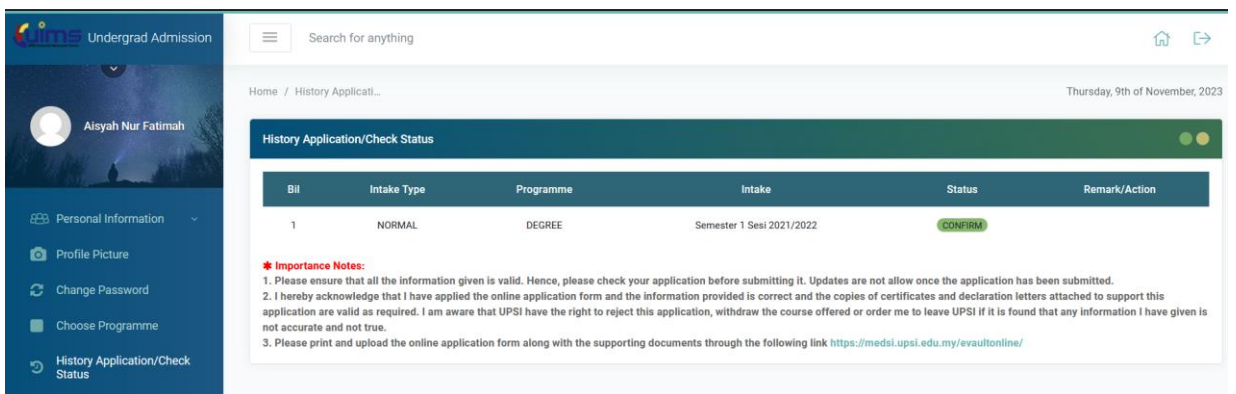 UIMS Undergrad Admission
Search for anything
Aisyah Nur Fatimah
Personal Information
Profile Picture
Change Password
Choose Programme
History Application/Check
Status
Home / History Applicati...
Thursday, 9th of November, 2023
History Application/Check Status
Bil Intake Type Programme Intake Status Remark/Action
1 NORMAL DEGREE Semester 1 Sesi 2021/2022 CONFIRM
✱ Importance Notes:
1. Please ensure that all the information given is valid. Hence, please check your application before submitting it. Updates are not allow once the application has been submitted.
2. I hereby acknowledge that I have applied the online application form and the information provided is correct and the copies of certificates and declaration letters attached to support this
application are valid as required. I am aware that UPSI have the right to reject this application, withdraw the course offered or order me to leave UPSI if it is found that any information I have given is
not accurate and not true.
3. Please print and upload the online application form along with the supporting documents through the following link https://medsi.upsi.edu.my/evaultonline/